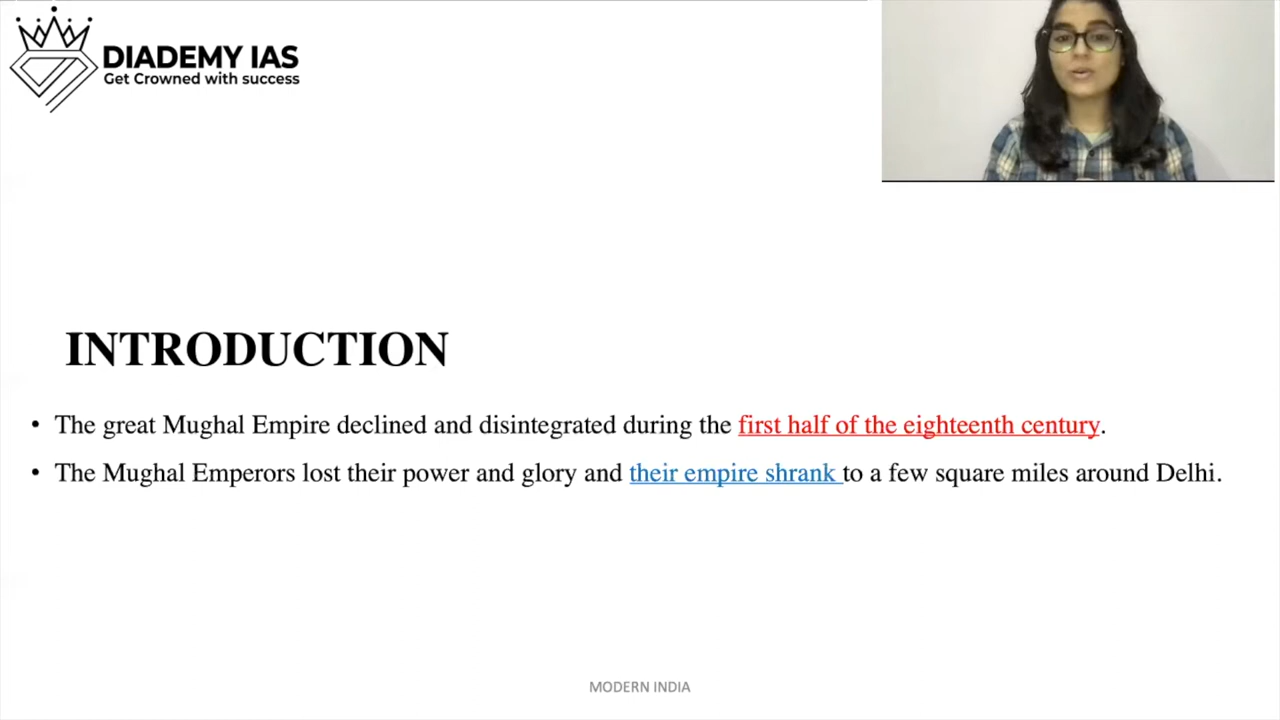 DIADEMY IAS
Get Crowned with success
INTRODUCTION
• The great Mughal Empire declined and disintegrated during the first half of the eighteenth century.
• The Mughal Emperors lost their power and glory and their empire shrank to a few square miles around Delhi.
MODERN INDIA